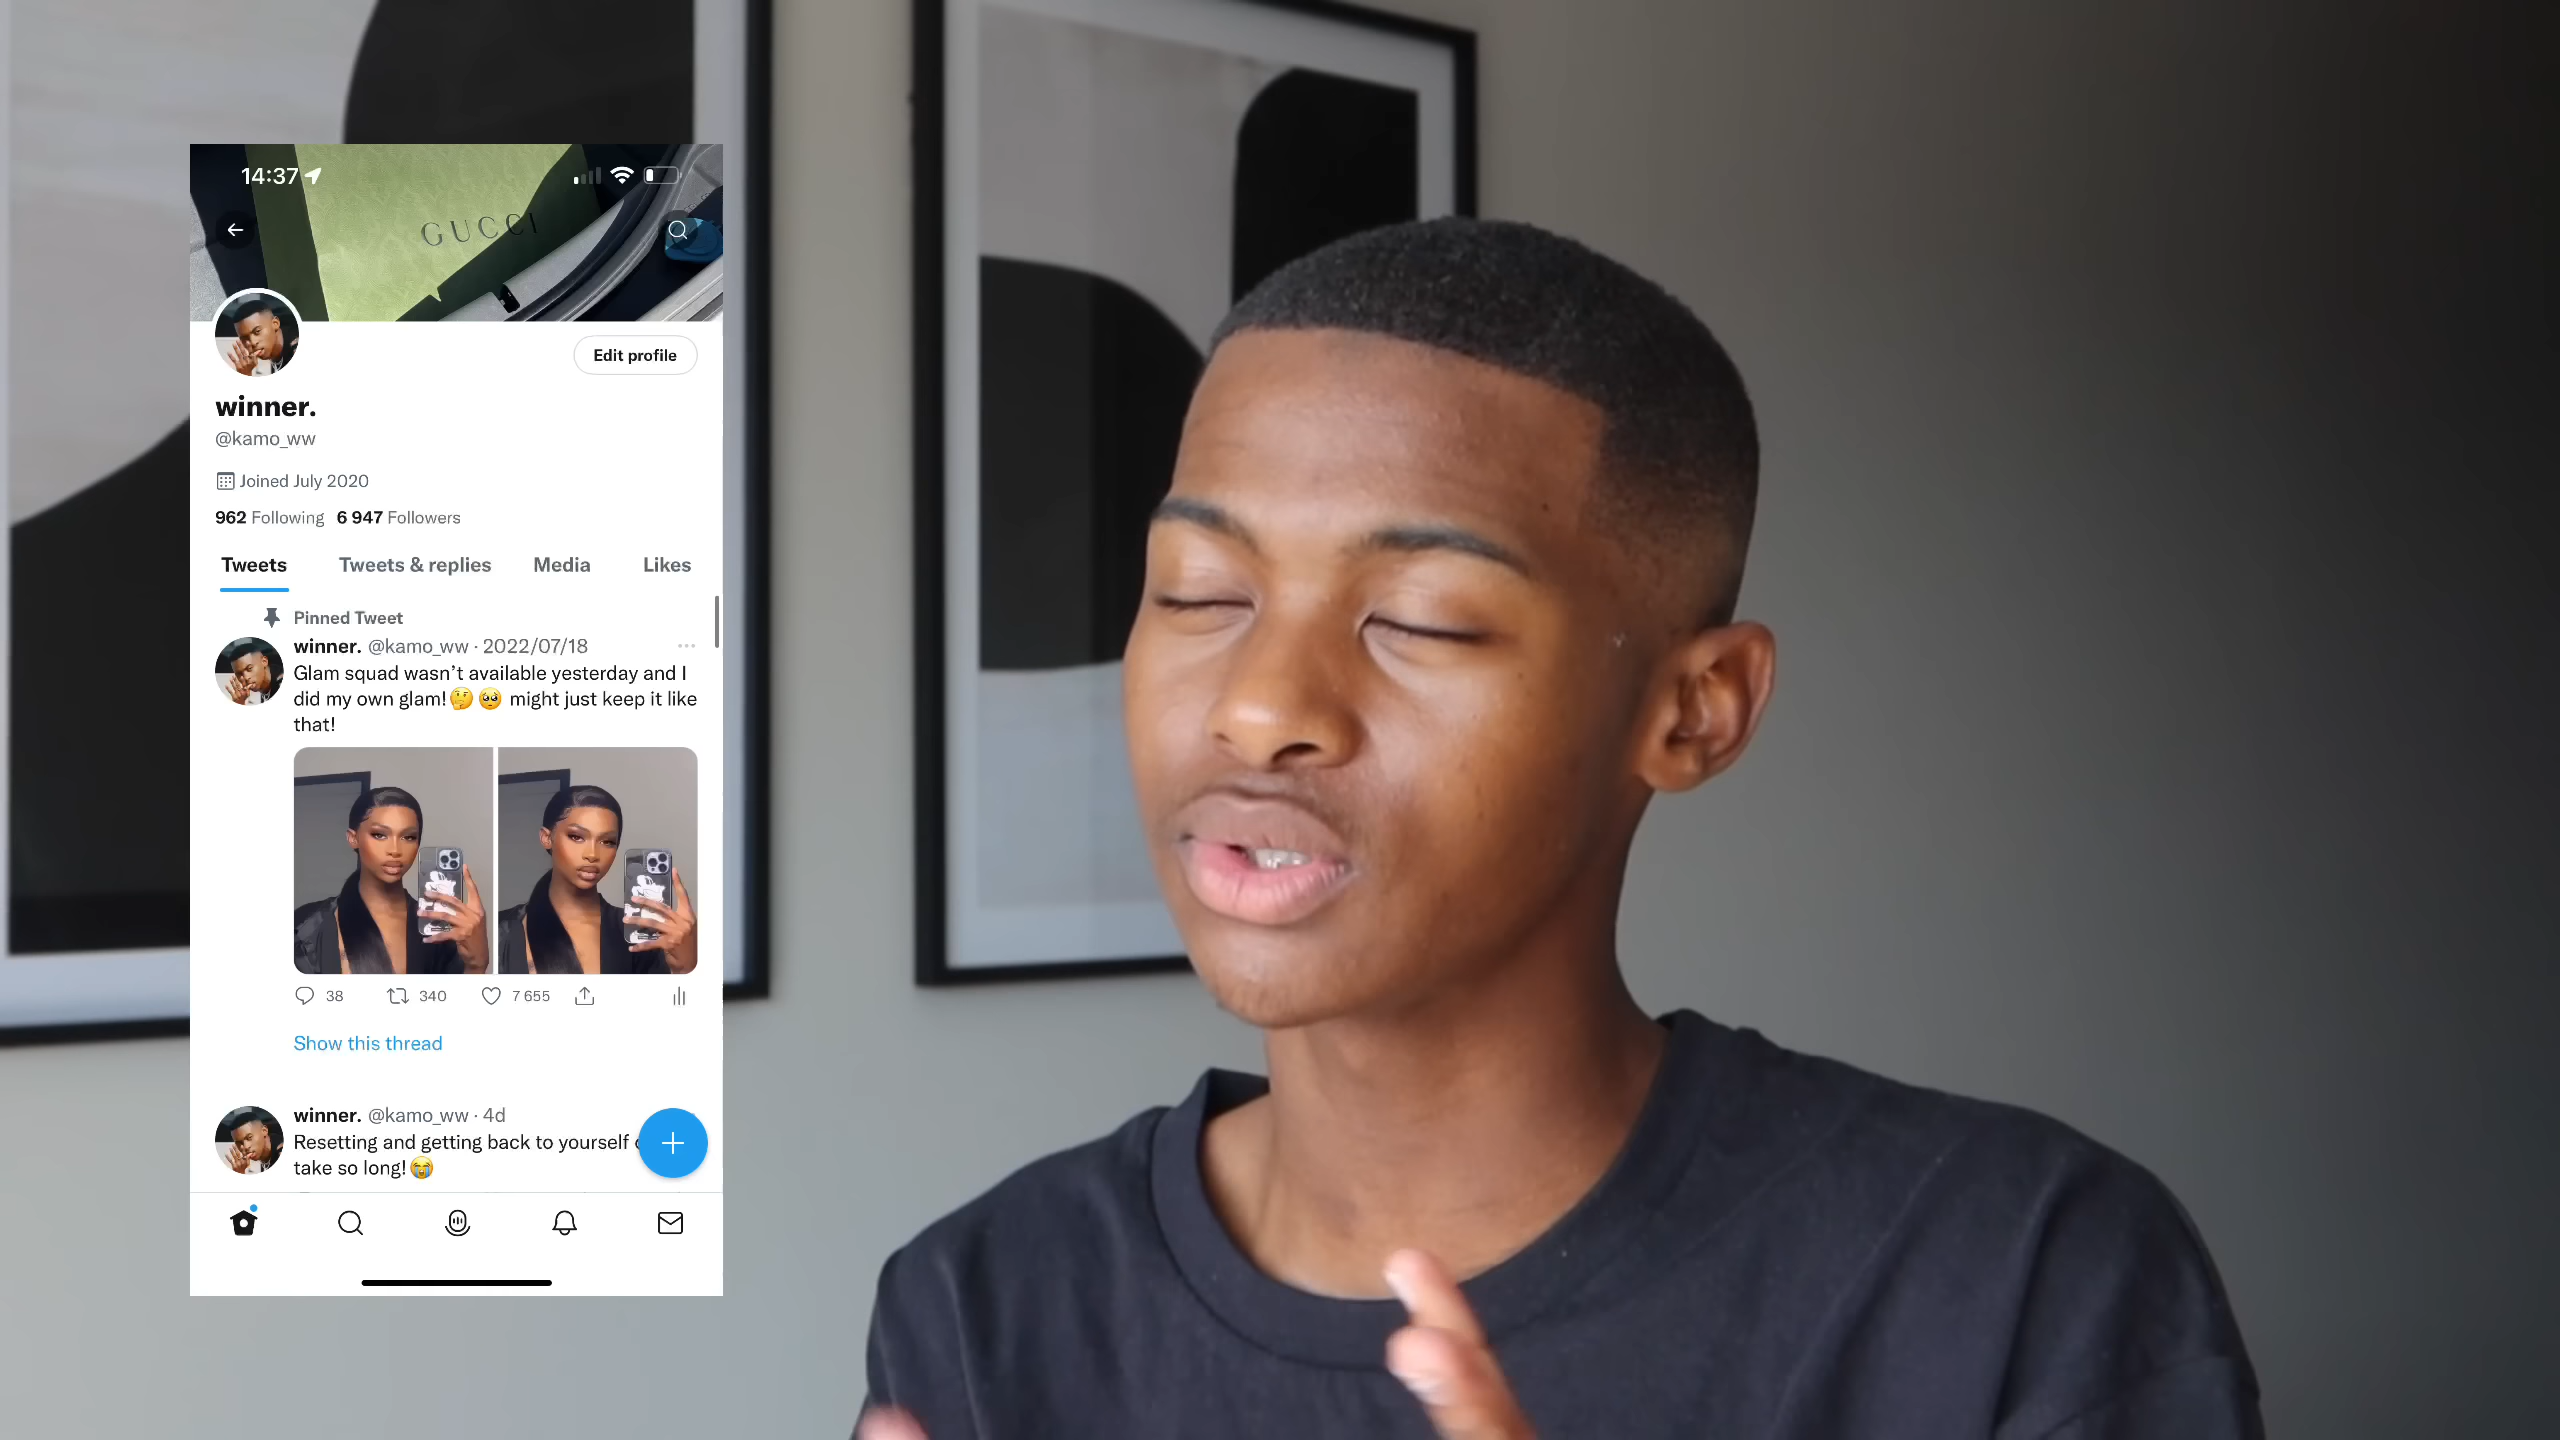 14:37
GUCCI
Edit profile
winner.
@kamo_ww
Joined July 2020
962 Following 6 947 Followers
Tweets Tweets & replies Media Likes
Pinned Tweet
winner. @kamo_ww · 2022/07/18
Glam squad wasn't available yesterday and I
did my own glam!🤔🥺 might just keep it like
that!
38 340 7 655
Show this thread
winner. @kamo_ww · 4d
Resetting and getting back to yourself
take so long!😭